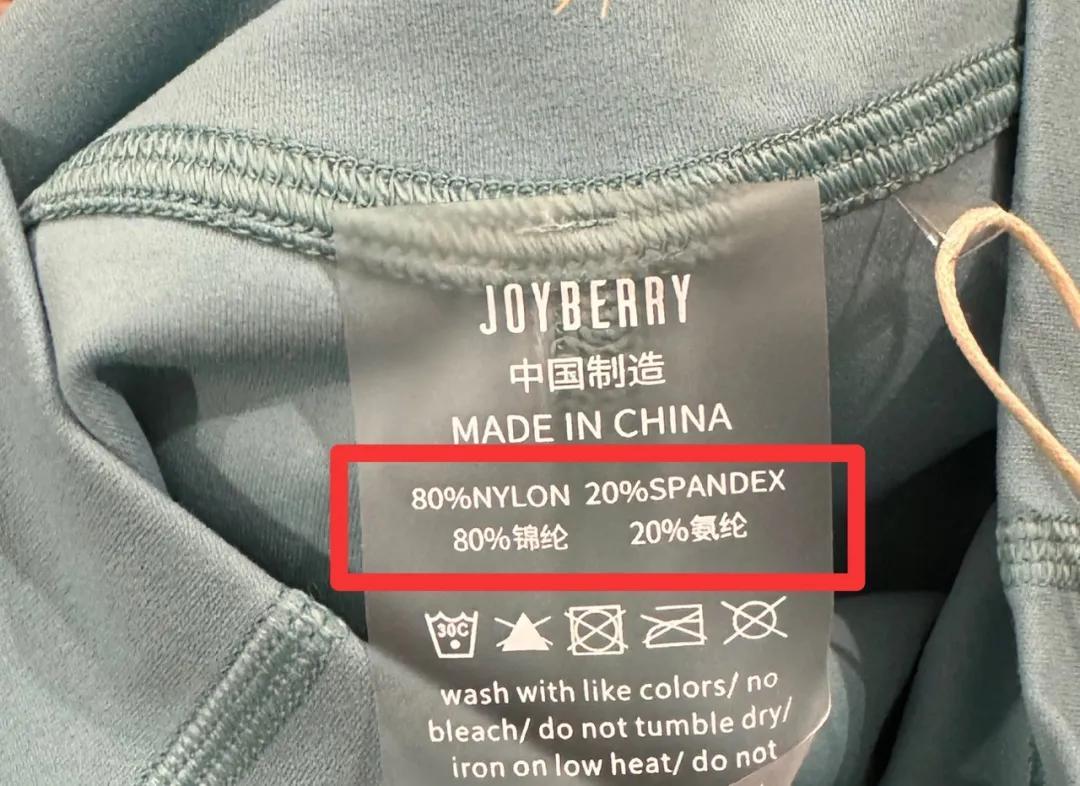 JOYBERRY
中国制造
MADE IN CHINA
80%NYLON 20%SPANDEX
80%锦纶 20%氨纶
30C
wash with like colors/ no
bleach/ do not tumble dry/
iron on low heat/ do not